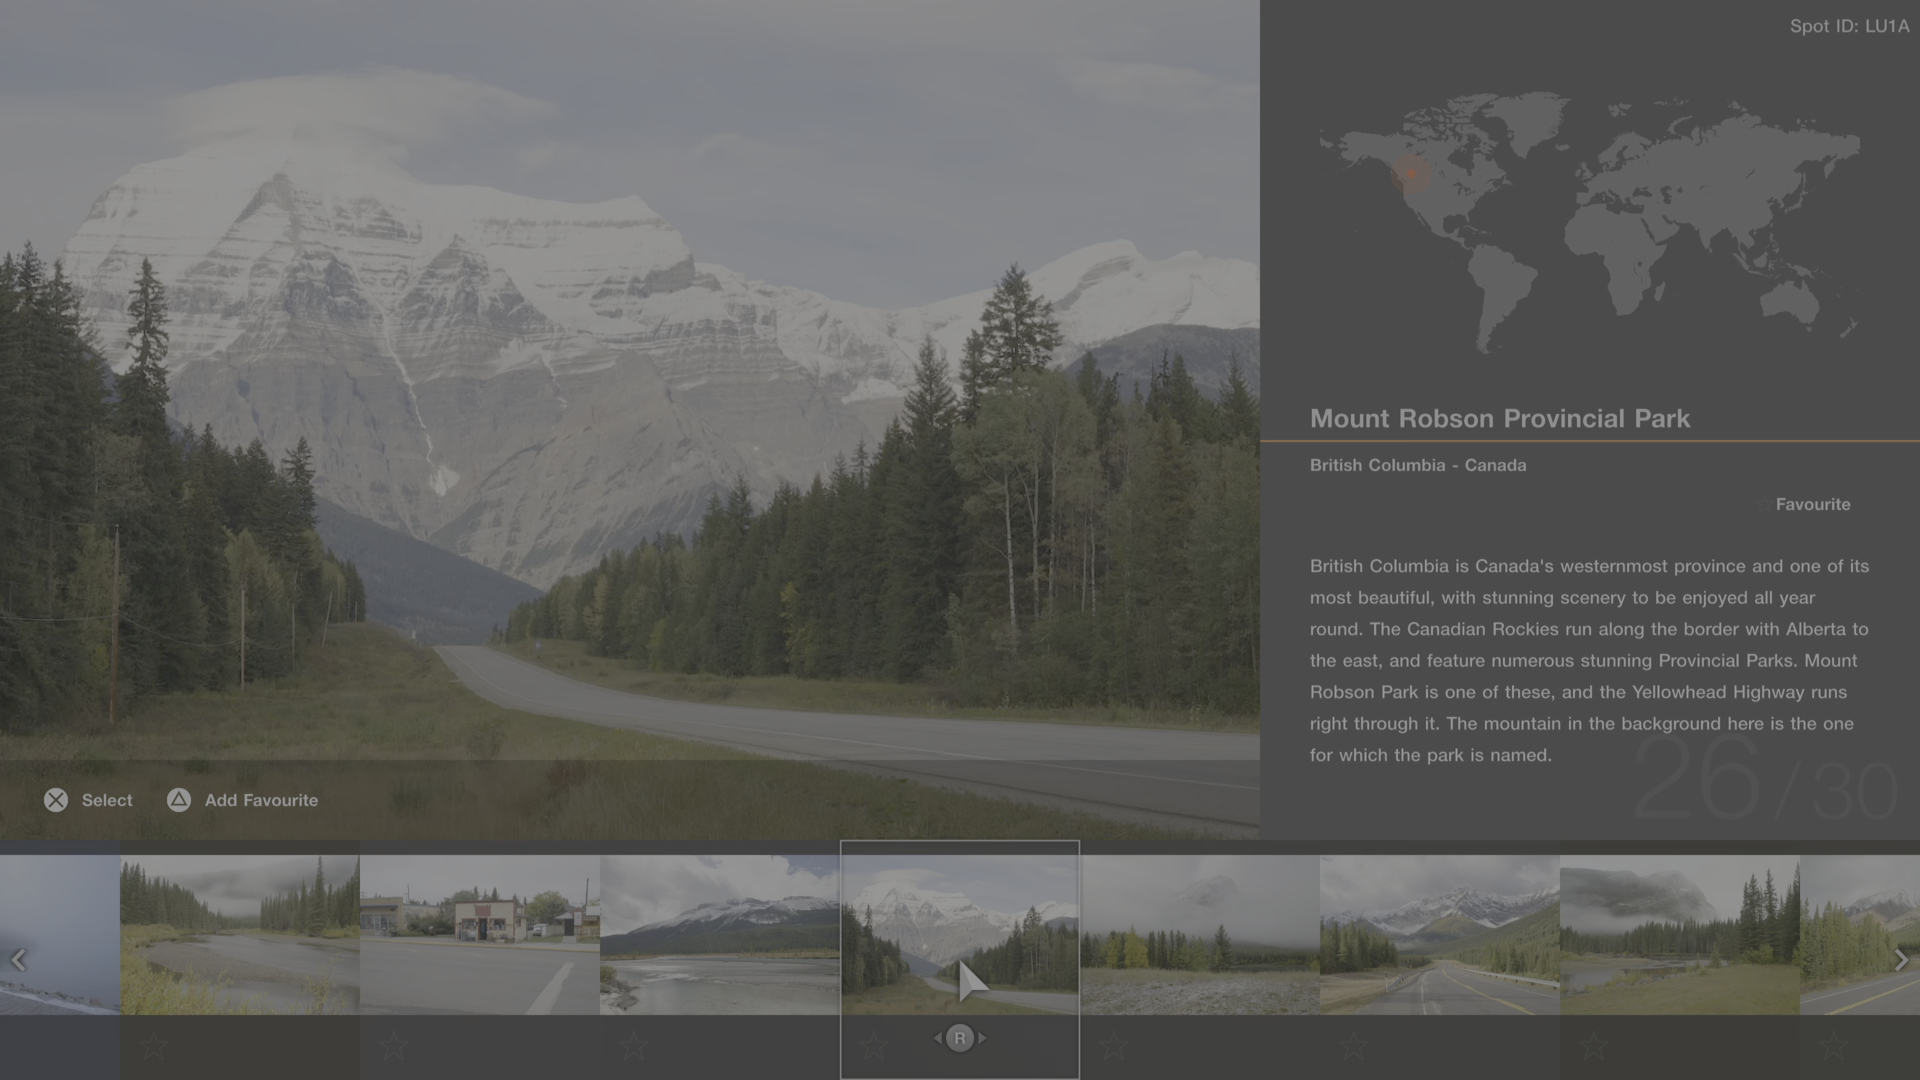 Spot ID: LU1A
Mount Robson Provincial Park
British Columbia - Canada
Favourite
British Columbia is Canada's westernmost province and one of its
most beautiful, with stunning scenery to be enjoyed all year
round. The Canadian Rockies run along the border with Alberta to
the east, and feature numerous stunning Provincial Parks. Mount
Robson Park is one of these, and the Yellowhead Highway runs
right through it. The mountain in the background here is the one
for which the park is named.
26/30
Select
Add Favourite
R